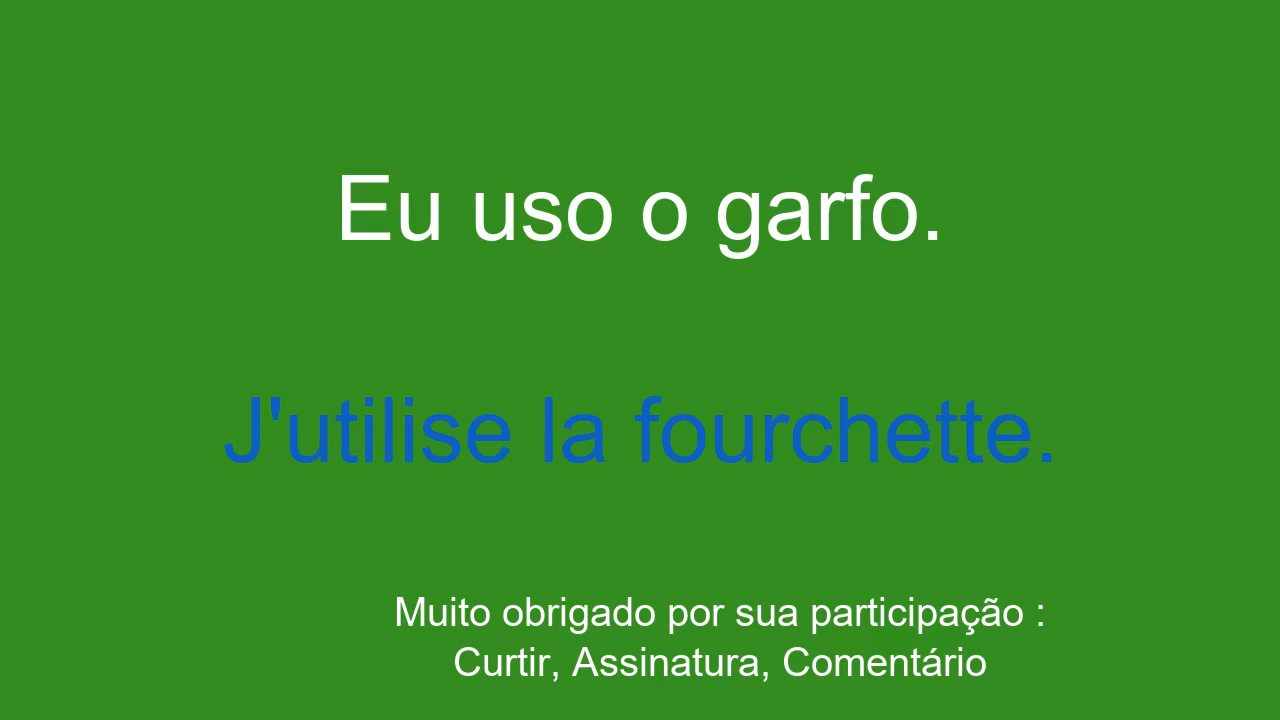 Eu uso o garfo.
J'utilise la fourchette.
Muito obrigado por sua participação :
Curtir, Assinatura, Comentário